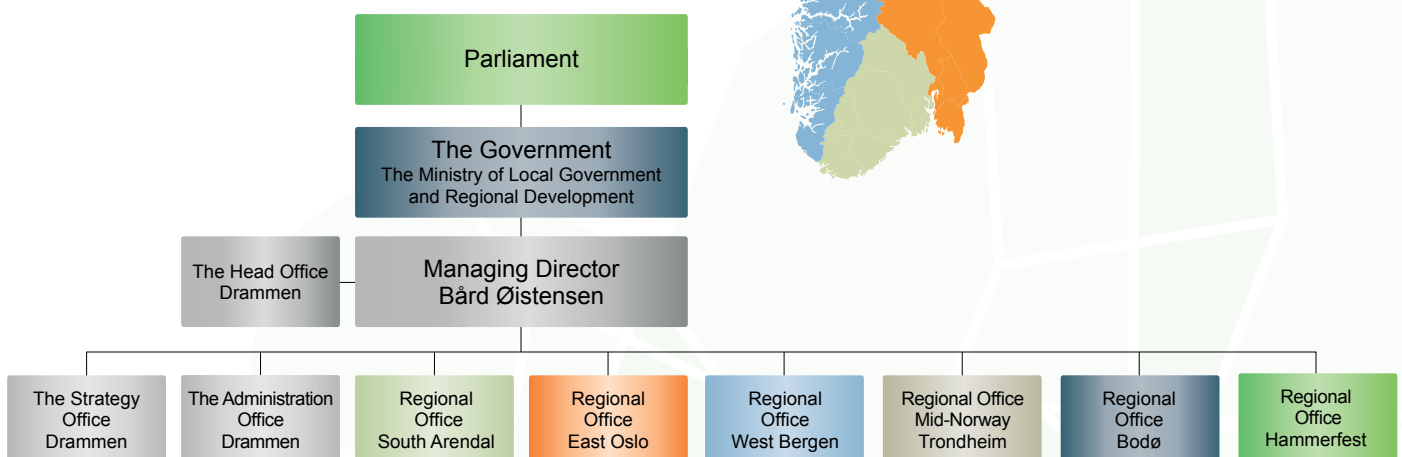 Parliament
The Government
The Ministry of Local Government
and Regional Development
The Head Office
Drammen
Managing Director
Bård Øistensen
The Strategy
Office
Drammen
The Administration
Office
Drammen
Regional
Office
South Arendal
Regional
Office
East Oslo
Regional
Office
West Bergen
Regional Office
Mid-Norway
Trondheim
Regional
Office
Bodø
Regional
Office
Hammerfest